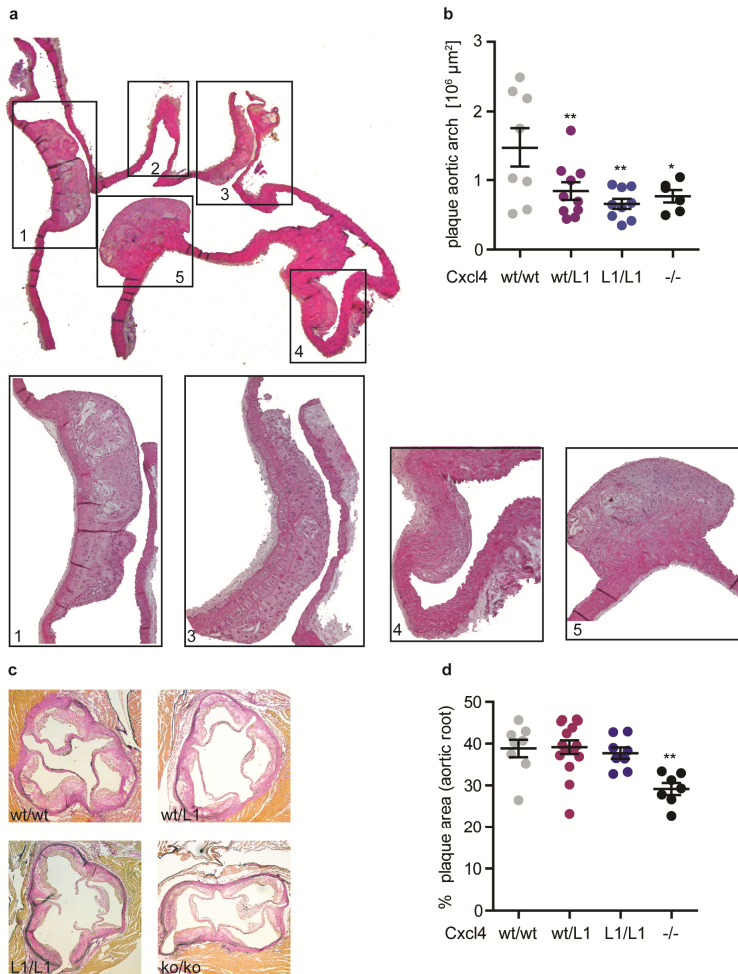 a
1
2
3
4
5
b
plaque aortic arch [10⁶ µm²]
3
2
1
0
**
**
*
Cxcl4 wt/wt wt/L1 L1/L1 -/-
1
3
4
5
c
wt/wt
wt/L1
L1/L1
ko/ko
d
% plaque area (aortic root)
50
40
30
20
10
0
**
Cxcl4 wt/wt wt/L1 L1/L1 -/-